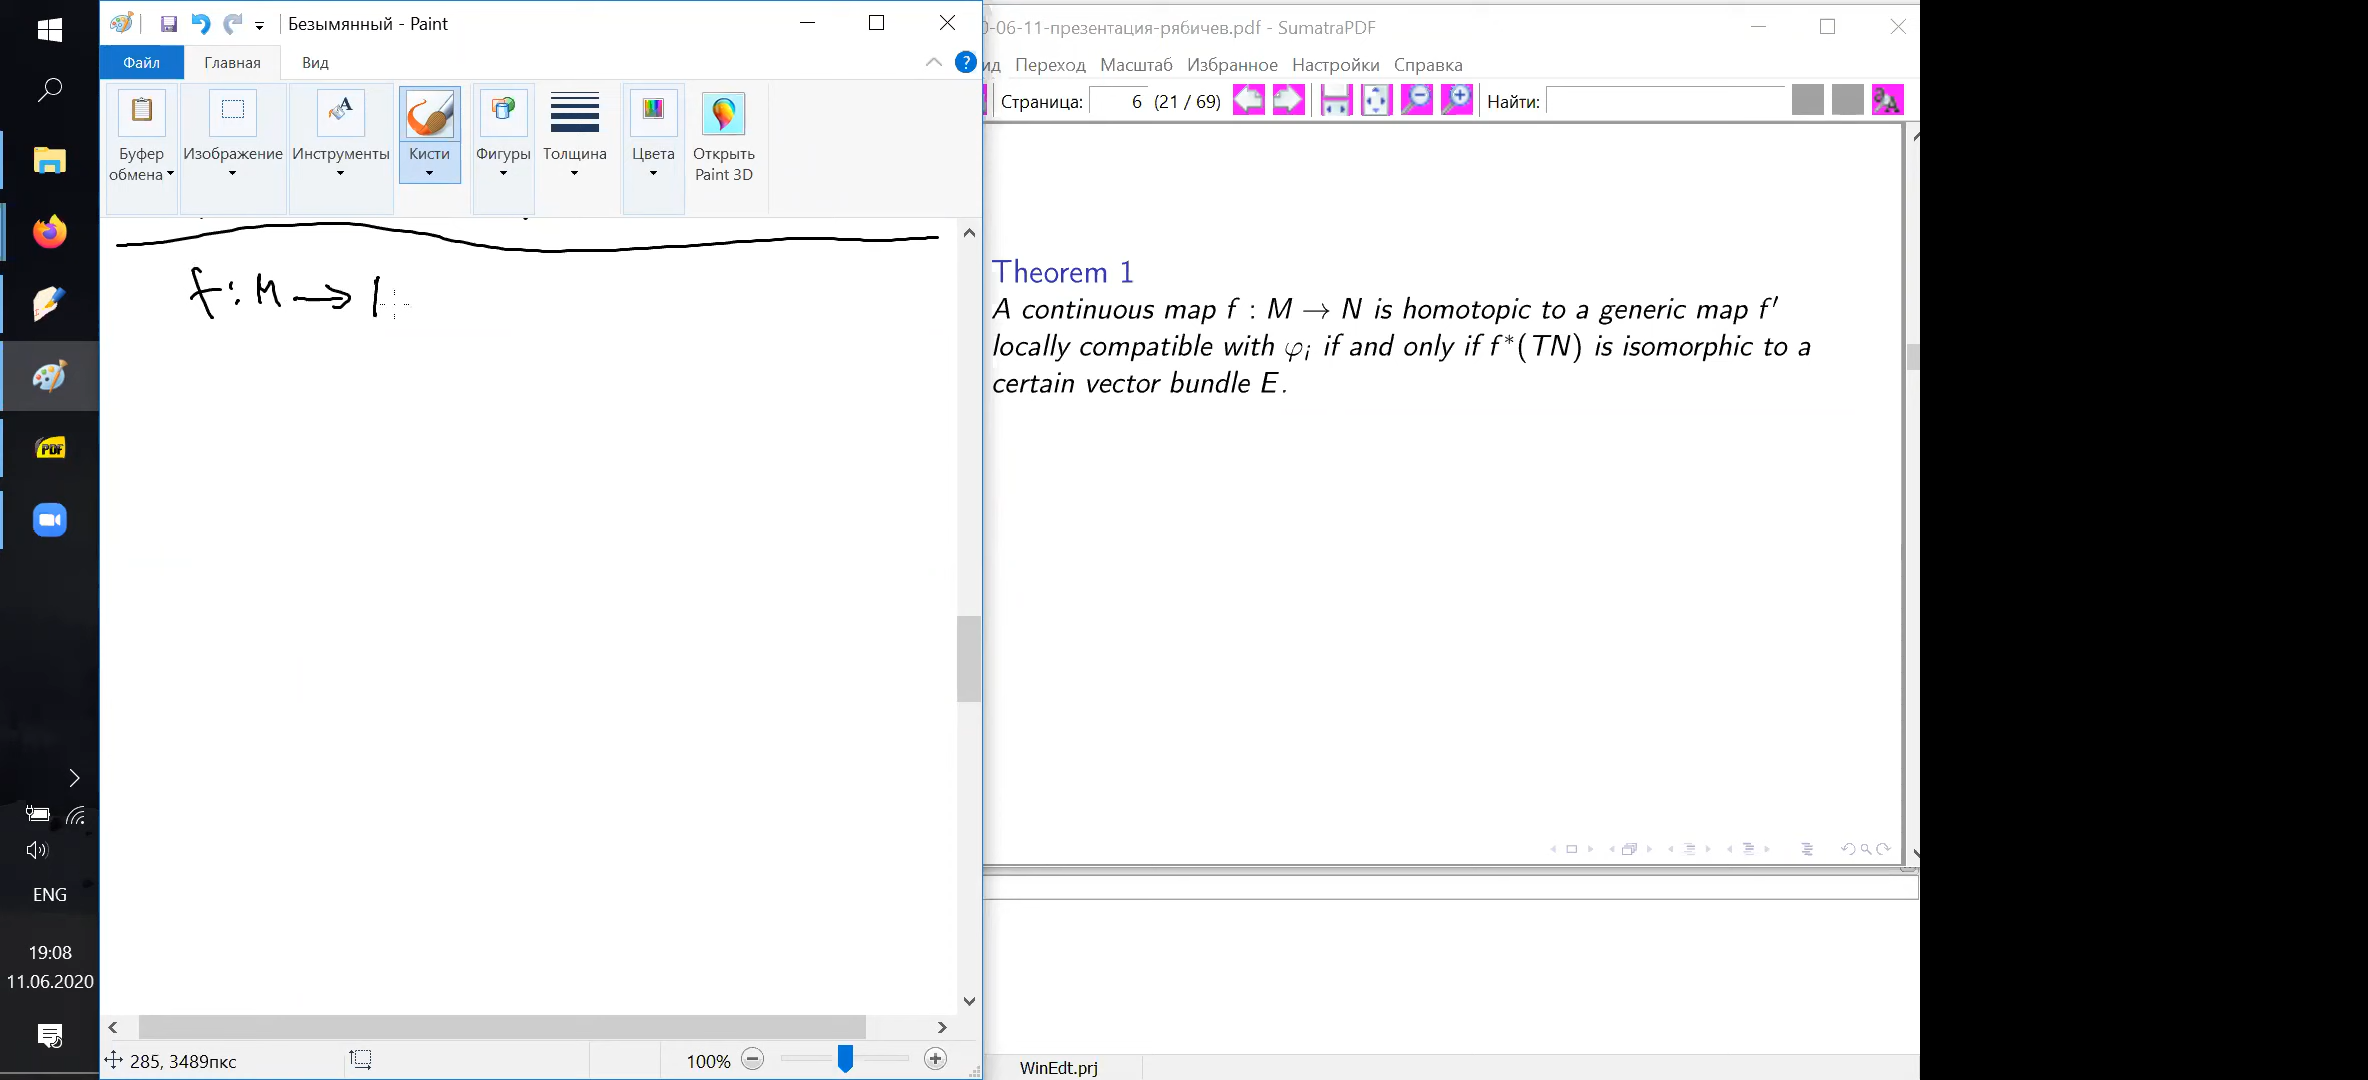 Безымянный - Paint
Файл Главная Вид
Буфер обмена
Изображение
Инструменты
Кисти
Фигуры
Толщина
Цвета
Открыть Paint 3D
f : M →
285, 3489пкс
100%
ENG
19:08
11.06.2020
0-06-11-презентация-рябичев.pdf - SumatraPDF
ид Переход Масштаб Избранное Настройки Справка
Страница: 6 (21 / 69) Найти:
Theorem 1
A continuous map f : M → N is homotopic to a generic map f′
locally compatible with φᵢ if and only if f*(TN) is isomorphic to a
certain vector bundle E.
WinEdt.prj